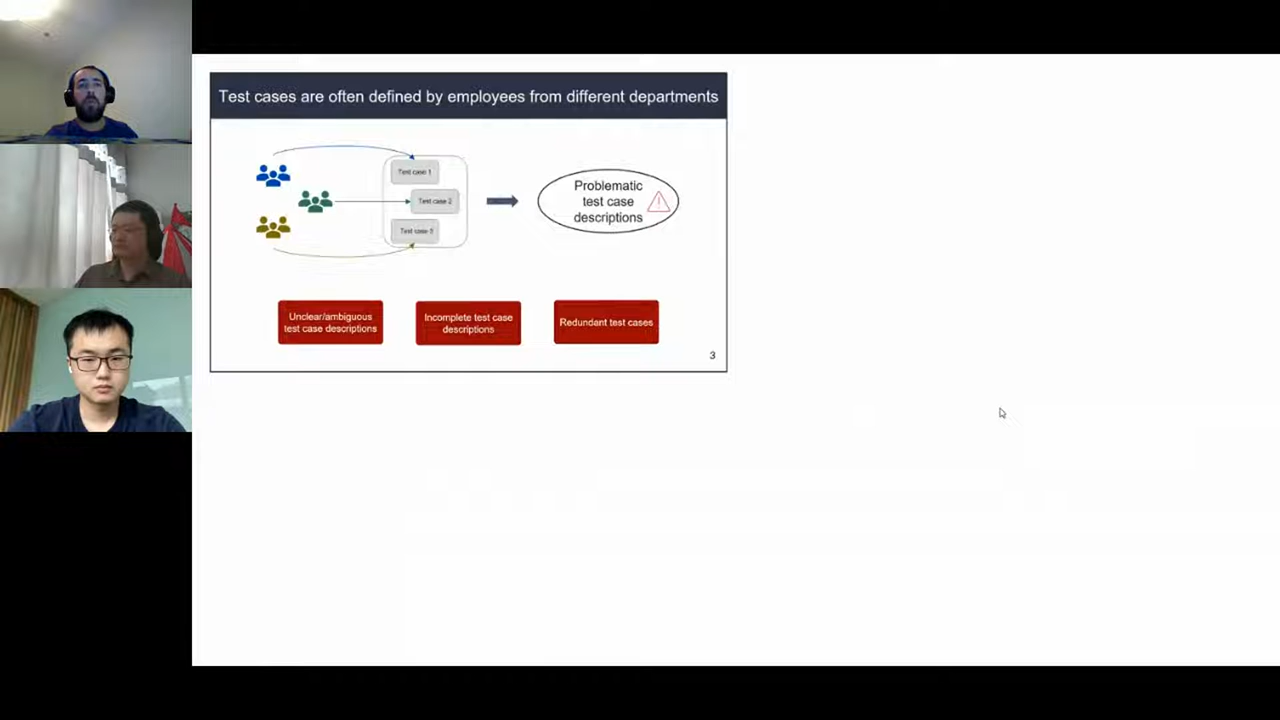 Test cases are often defined by employees from different departments
Test case 1
Test case 2
Test case 3
Problematic
test case
descriptions
Unclear/ambiguous
test case descriptions
Incomplete test case
descriptions
Redundant test cases
3